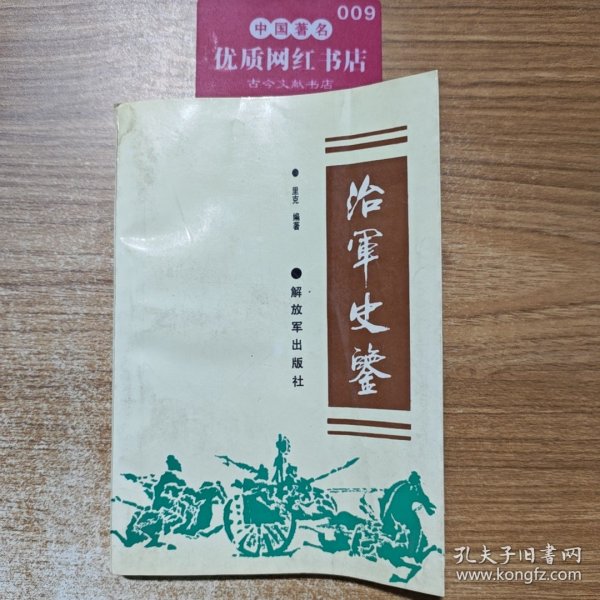 009
中国著名
优质网红书店
古今文献书店
治軍史鑒
里克 编著
解放军出版社
孔夫子旧书网
www.kongfz.com